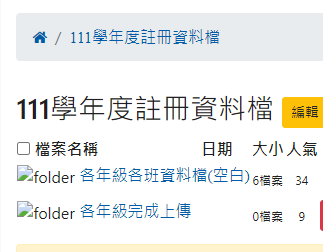 / 111學年度註冊資料檔
111學年度註冊資料檔 編輯
檔案名稱 日期 大小 人氣
folder 各年級各班資料檔(空白) 6檔案 34
folder 各年級完成上傳 0檔案 9